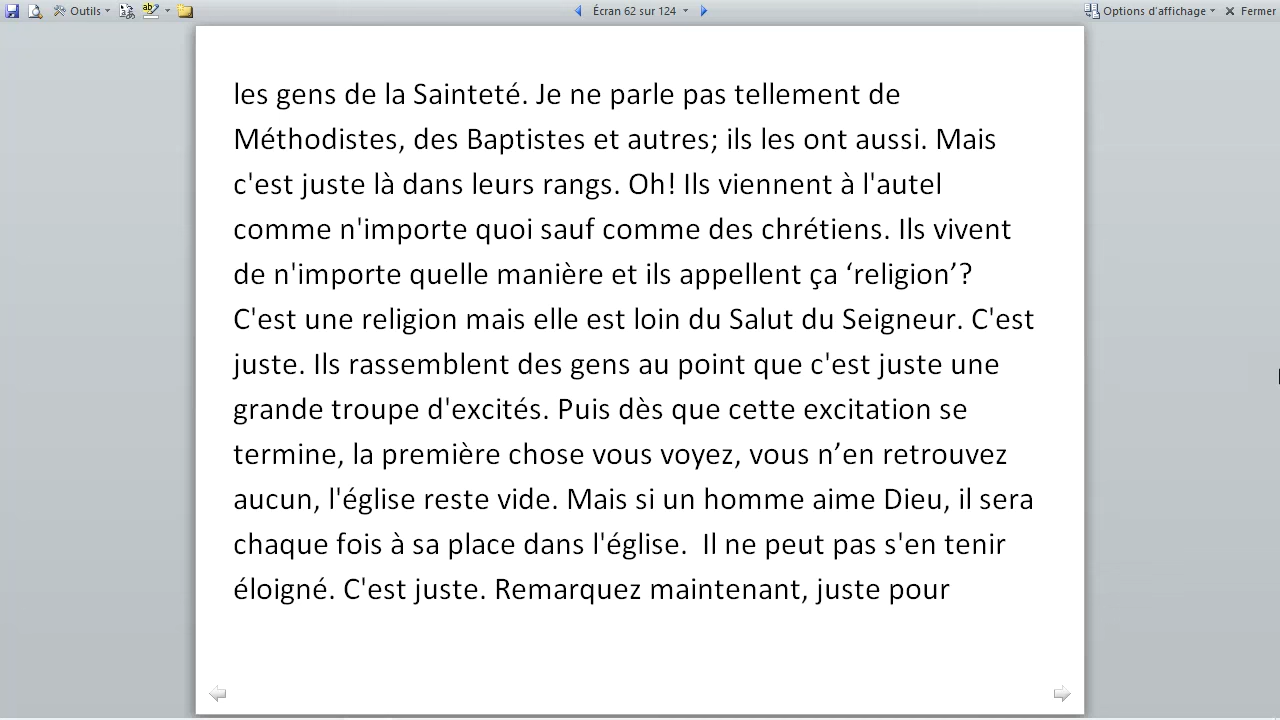 Outils
Écran 62 sur 124
Options d'affichage
Fermer
les gens de la Sainteté. Je ne parle pas tellement de
Méthodistes, des Baptistes et autres; ils les ont aussi. Mais
c'est juste là dans leurs rangs. Oh! Ils viennent à l'autel
comme n'importe quoi sauf comme des chrétiens. Ils vivent
de n'importe quelle manière et ils appellent ça ‘religion’?
C'est une religion mais elle est loin du Salut du Seigneur. C'est
juste. Ils rassemblent des gens au point que c'est juste une
grande troupe d'excités. Puis dès que cette excitation se
termine, la première chose vous voyez, vous n’en retrouvez
aucun, l'église reste vide. Mais si un homme aime Dieu, il sera
chaque fois à sa place dans l'église.  Il ne peut pas s'en tenir
éloigné. C'est juste. Remarquez maintenant, juste pour